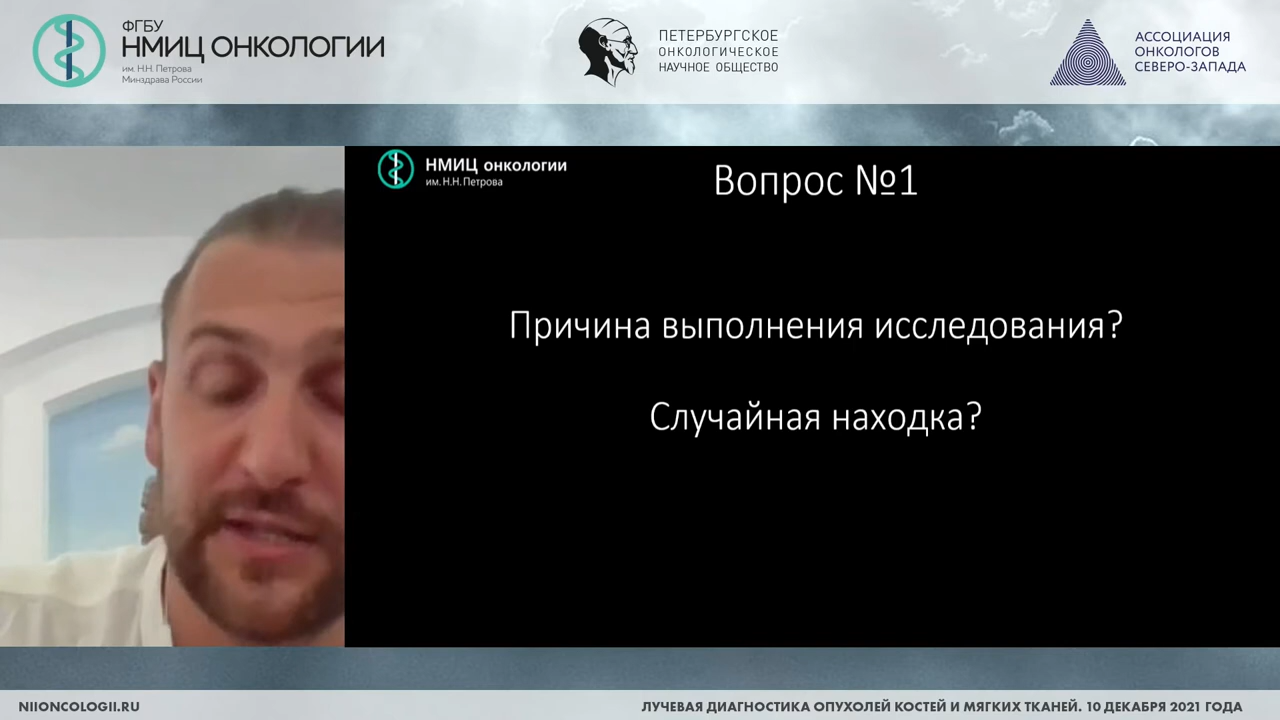 ФГБУ
НМИЦ ОНКОЛОГИИ
им. Н.Н. Петрова
Минздрава России
ПЕТЕРБУРГСКОЕ
ОНКОЛОГИЧЕСКОЕ
НАУЧНОЕ ОБЩЕСТВО
АССОЦИАЦИЯ
ОНКОЛОГОВ
СЕВЕРО-ЗАПАДА
НМИЦ онкологии
им. Н.Н. Петрова
Вопрос №1
Причина выполнения исследования?
Случайная находка?
NIIONCOLOGII.RU
ЛУЧЕВАЯ ДИАГНОСТИКА ОПУХОЛЕЙ КОСТЕЙ И МЯГКИХ ТКАНЕЙ. 10 ДЕКАБРЯ 2021 ГОДА